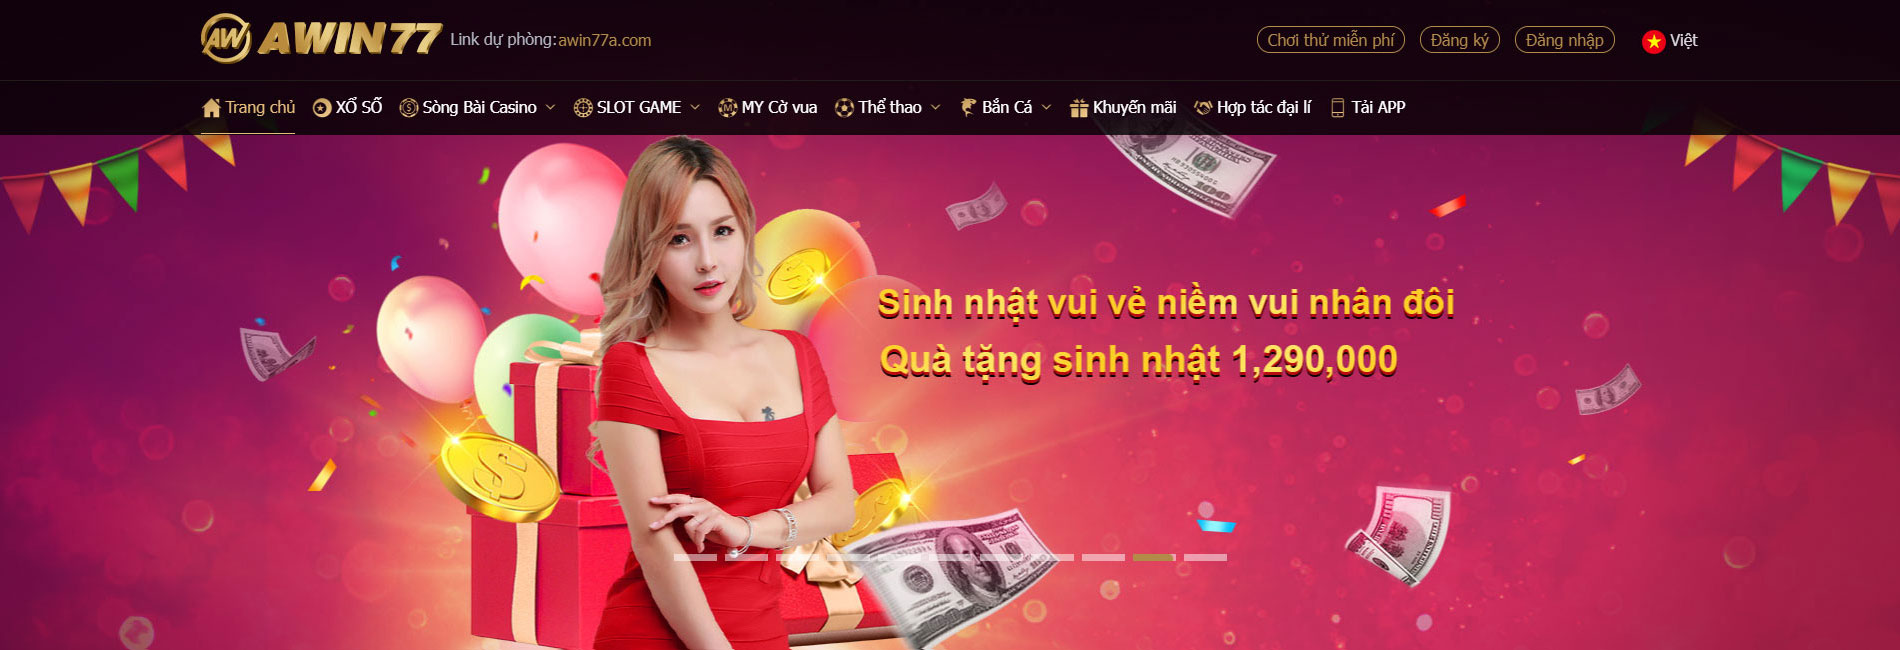 AW AWIN77 Link dự phòng:awin77a.com Chơi thử miễn phí Đăng ký Đăng nhập Việt
Trang chủ XỔ SỐ Sòng Bài Casino SLOT GAME MY Cờ vua Thể thao Bắn Cá Khuyến mãi Hợp tác đại lí Tải APP
Sinh nhật vui vẻ niềm vui nhân đôi
Quà tặng sinh nhật 1,290,000